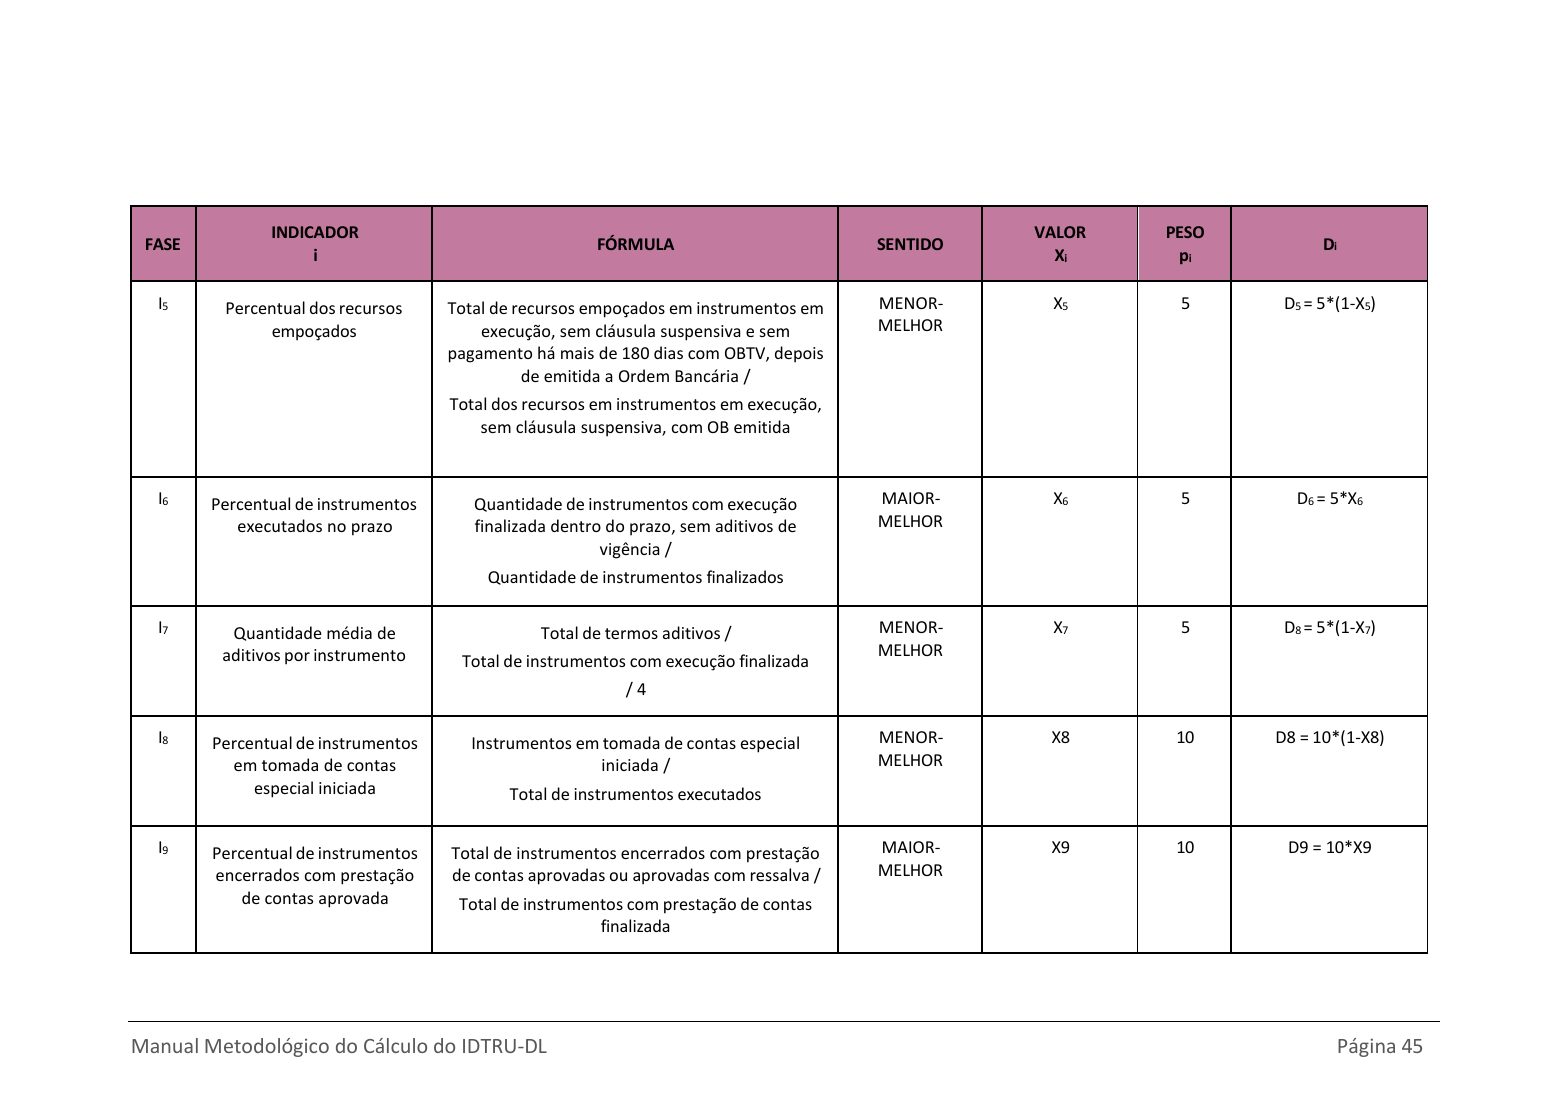 FASE
INDICADOR
i
FÓRMULA
SENTIDO
VALOR
Xi
PESO
pi
Di
I5
Percentual dos recursos
empoçados
Total de recursos empoçados em instrumentos em
execução, sem cláusula suspensiva e sem
pagamento há mais de 180 dias com OBTV, depois
de emitida a Ordem Bancária /
Total dos recursos em instrumentos em execução,
sem cláusula suspensiva, com OB emitida
MENOR-
MELHOR
X5
5
D5 = 5*(1-X5)
I6
Percentual de instrumentos
executados no prazo
Quantidade de instrumentos com execução
finalizada dentro do prazo, sem aditivos de
vigência /
Quantidade de instrumentos finalizados
MAIOR-
MELHOR
X6
5
D6 = 5*X6
I7
Quantidade média de
aditivos por instrumento
Total de termos aditivos /
Total de instrumentos com execução finalizada
/ 4
MENOR-
MELHOR
X7
5
D8 = 5*(1-X7)
I8
Percentual de instrumentos
em tomada de contas
especial iniciada
Instrumentos em tomada de contas especial
iniciada /
Total de instrumentos executados
MENOR-
MELHOR
X8
10
D8 = 10*(1-X8)
I9
Percentual de instrumentos
encerrados com prestação
de contas aprovada
Total de instrumentos encerrados com prestação
de contas aprovadas ou aprovadas com ressalva /
Total de instrumentos com prestação de contas
finalizada
MAIOR-
MELHOR
X9
10
D9 = 10*X9
Manual Metodológico do Cálculo do IDTRU-DL
Página 45